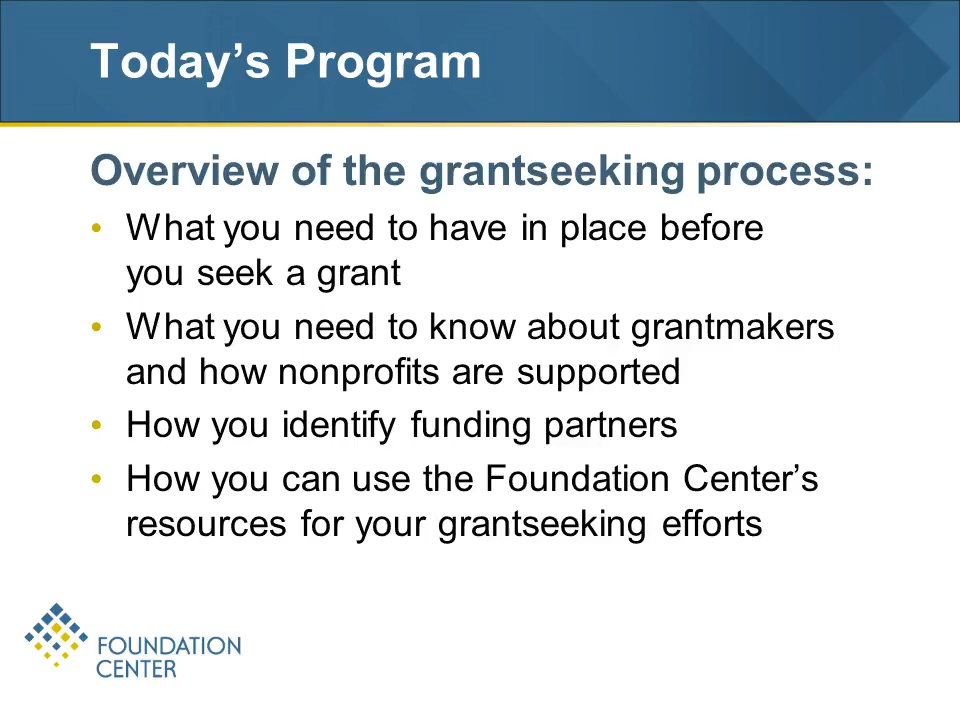 Today’s Program
Overview of the grantseeking process:
• What you need to have in place before
you seek a grant
• What you need to know about grantmakers
and how nonprofits are supported
• How you identify funding partners
• How you can use the Foundation Center’s
resources for your grantseeking efforts
FOUNDATION
CENTER